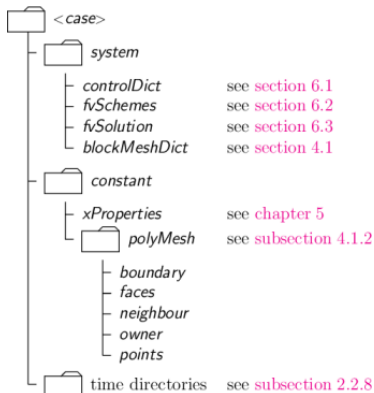 <case>
system
controlDict see section 6.1
fvSchemes see section 6.2
fvSolution see section 6.3
blockMeshDict see section 4.1
constant
xProperties see chapter 5
polyMesh see subsection 4.1.2
boundary
faces
neighbour
owner
points
time directories see subsection 2.2.8